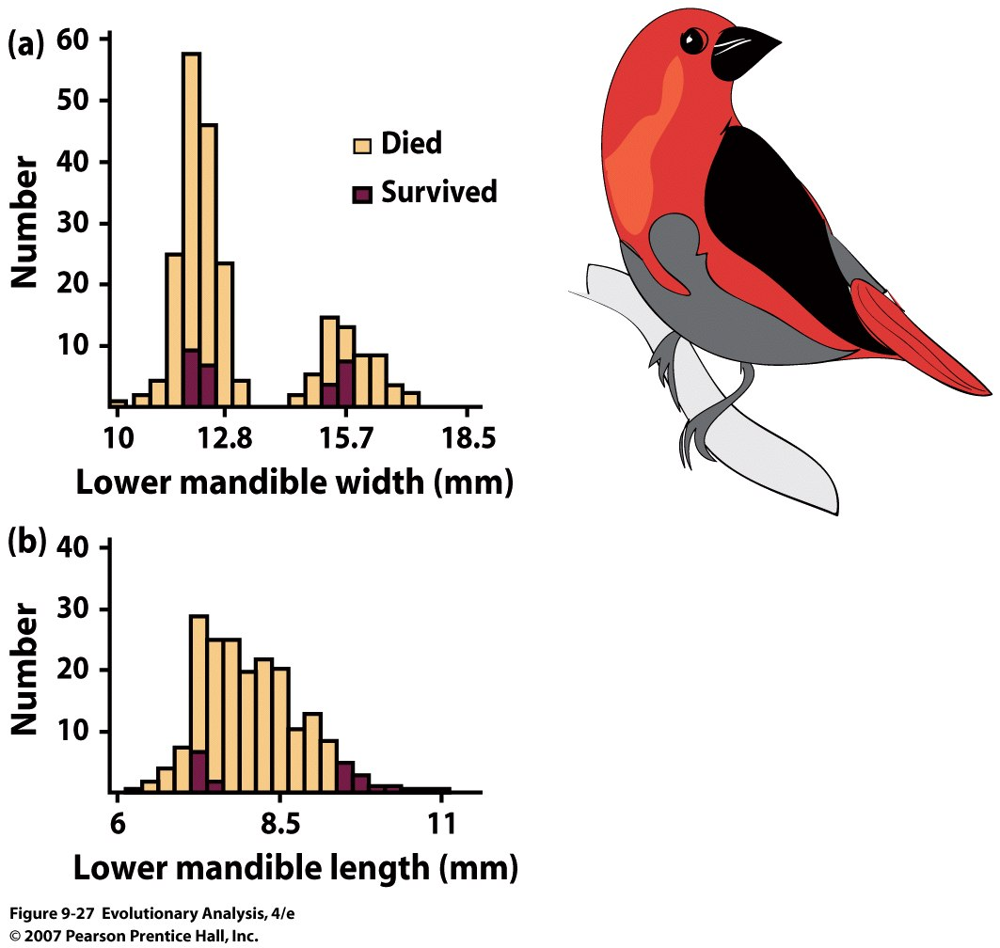 (a)
60
50
40
30
20
10
Number
Died
Survived
10 12.8 15.7 18.5
Lower mandible width (mm)
(b)
40
30
20
10
Number
6 8.5 11
Lower mandible length (mm)
Figure 9-27 Evolutionary Analysis, 4/e
© 2007 Pearson Prentice Hall, Inc.